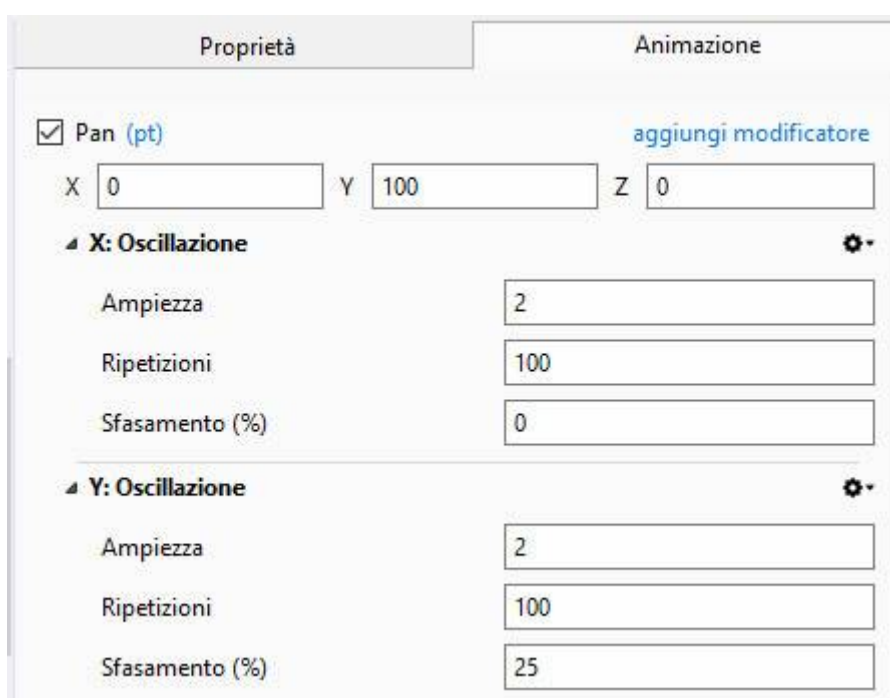 Proprietà Animazione
Pan (pt) aggiungi modificatore
X 0 Y 100 Z 0
X: Oscillazione
Ampiezza 2
Ripetizioni 100
Sfasamento (%) 0
Y: Oscillazione
Ampiezza 2
Ripetizioni 100
Sfasamento (%) 25